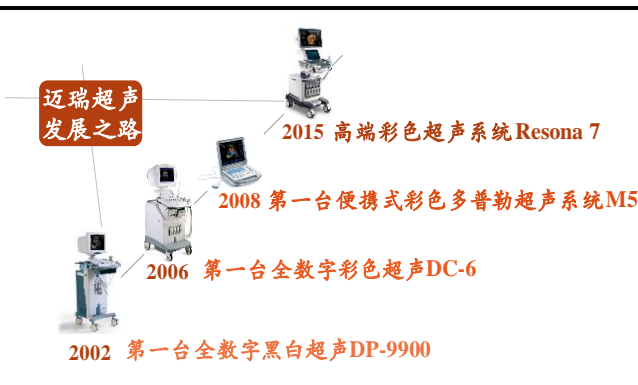 迈瑞超声
发展之路
2015 高端彩色超声系统Resona 7
2008 第一台便携式彩色多普勒超声系统M5
2006 第一台全数字彩色超声DC-6
2002 第一台全数字黑白超声DP-9900